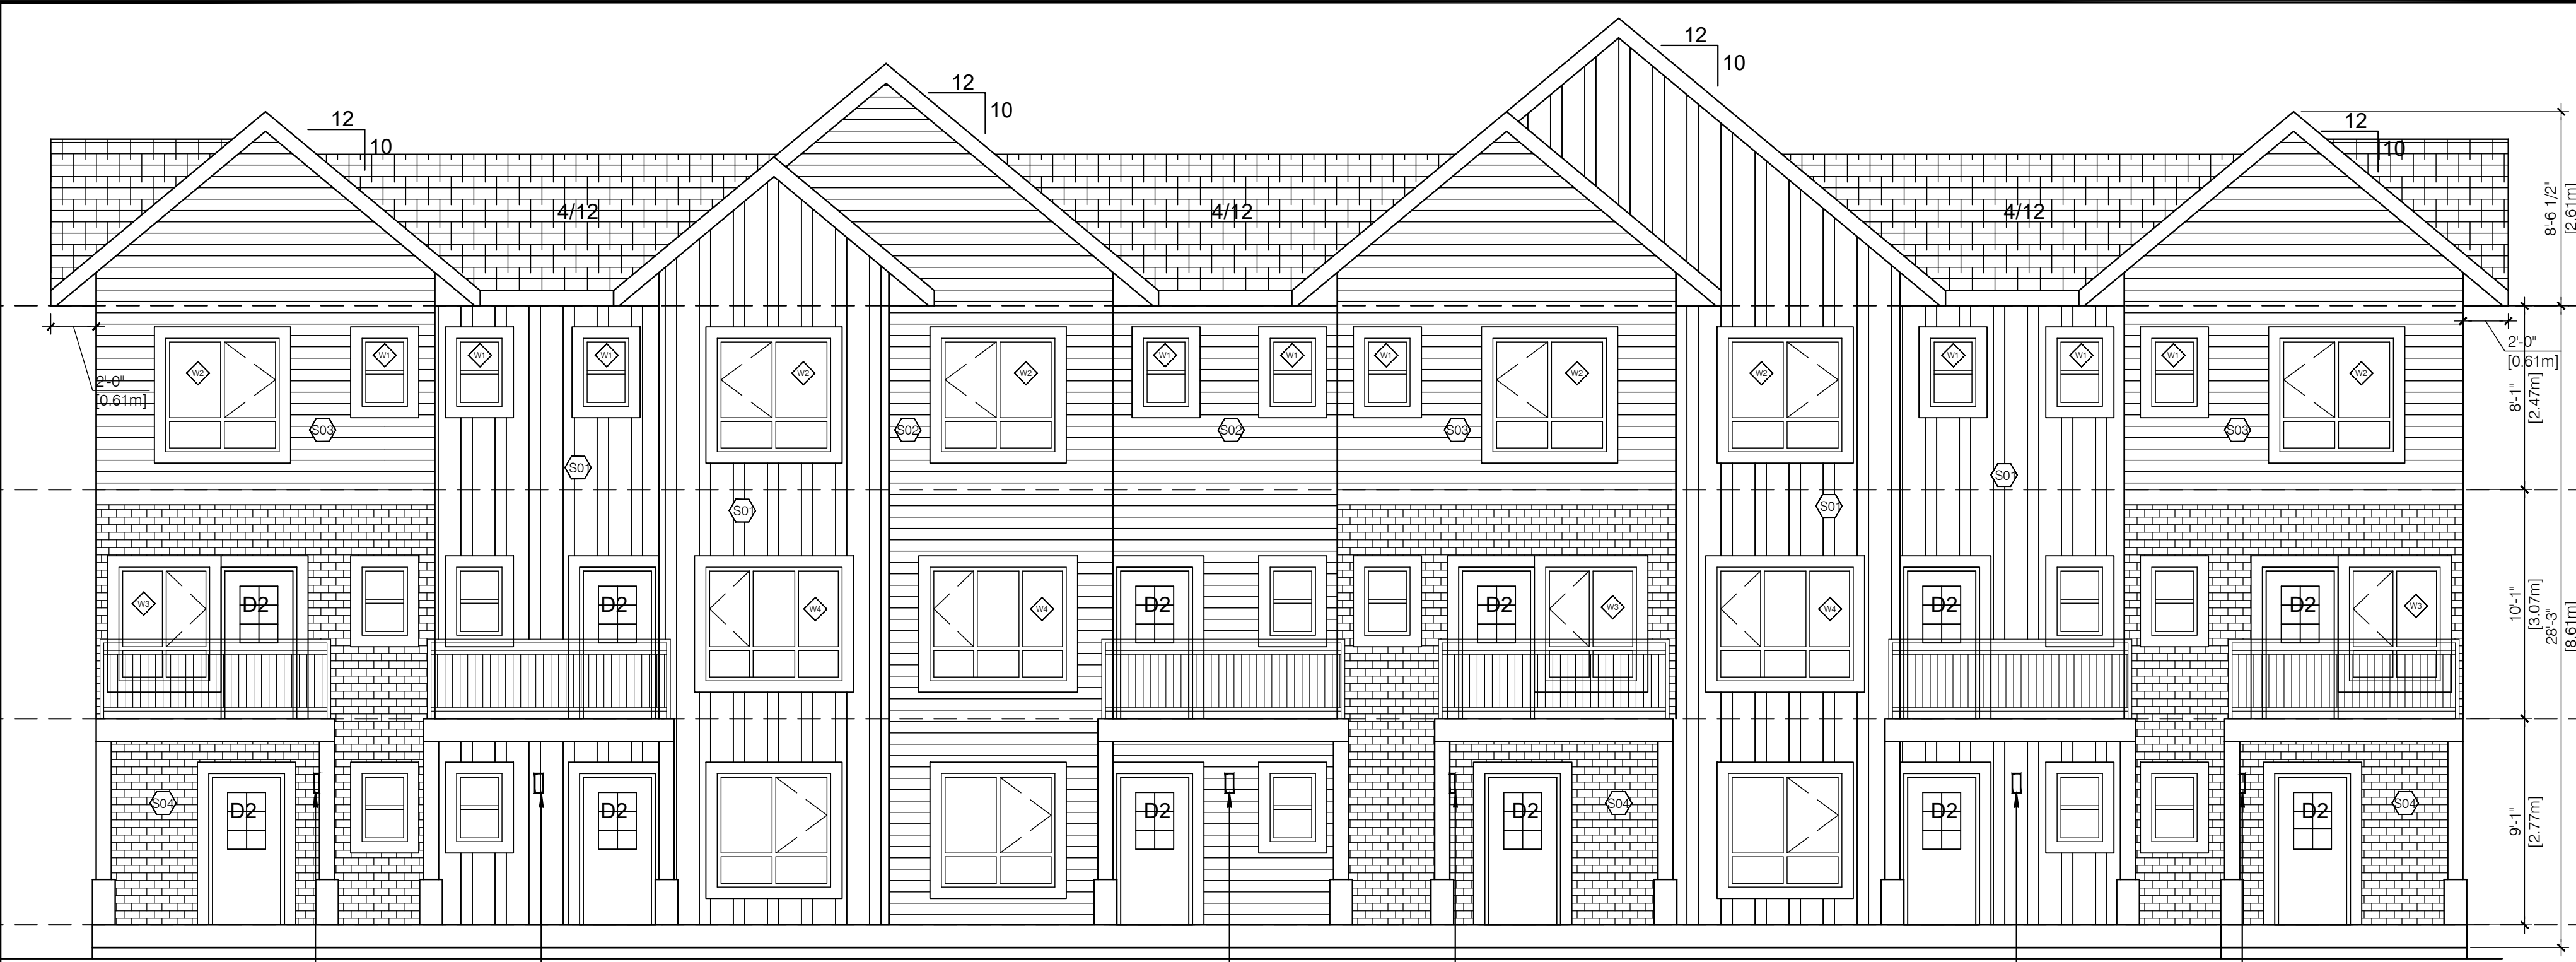 12
10
12
10
12
10
12
10
4/12
4/12
4/12
8'-6 1/2"
[2.61m]
2'-0"
[0.61m]
W2
W1
W1
W1
W2
W2
W1
W1
W1
W2
W2
W1
W1
W1
W2
2'-0"
[0.61m]
8'-1"
[2.47m]
S03
S02
S02
S03
S03
S01
S01
S01
S01
W3
D2
D2
W4
W4
D2
D2
W3
W4
D2
D2
W3
10'-1"
[3.07m]
28'-3"
[8.61m]
S04
D2
D2
D2
D2
S04
D2
D2
S04
9'-1"
[2.77m]